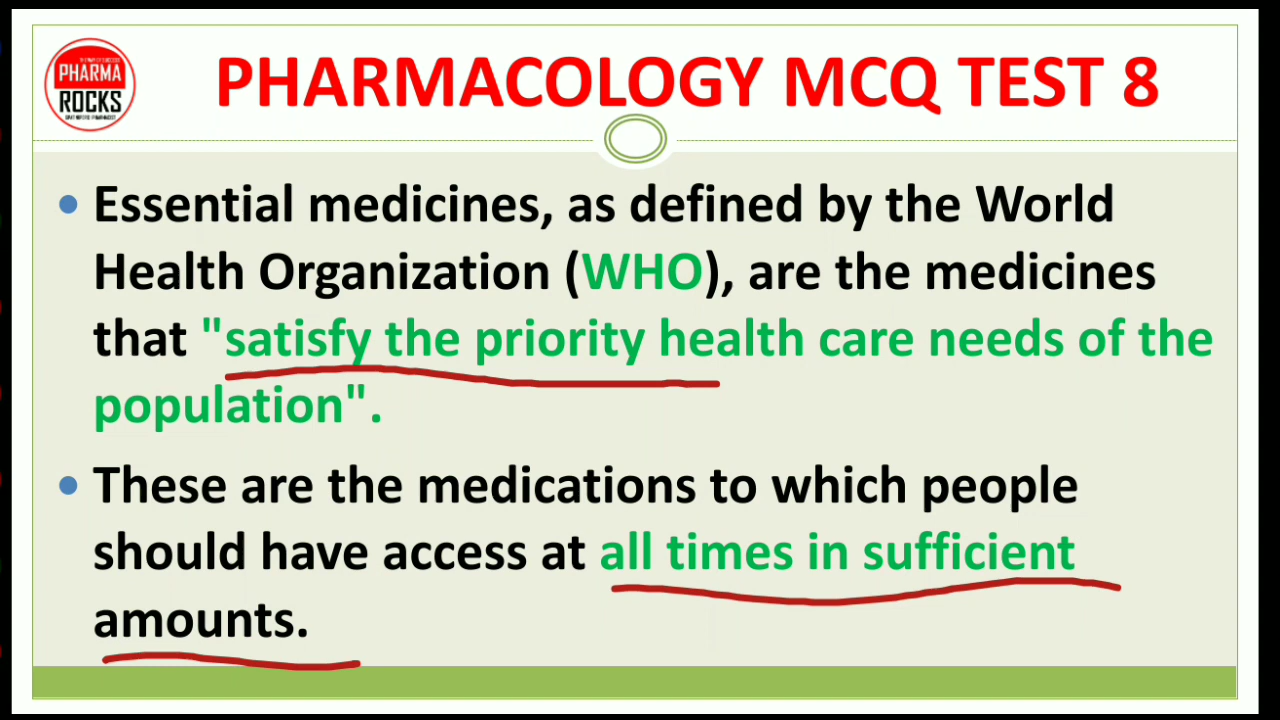 PHARMA
ROCKS
PHARMACOLOGY MCQ TEST 8
Essential medicines, as defined by the World
Health Organization (WHO), are the medicines
that "satisfy the priority health care needs of the
population".
These are the medications to which people
should have access at all times in sufficient
amounts.